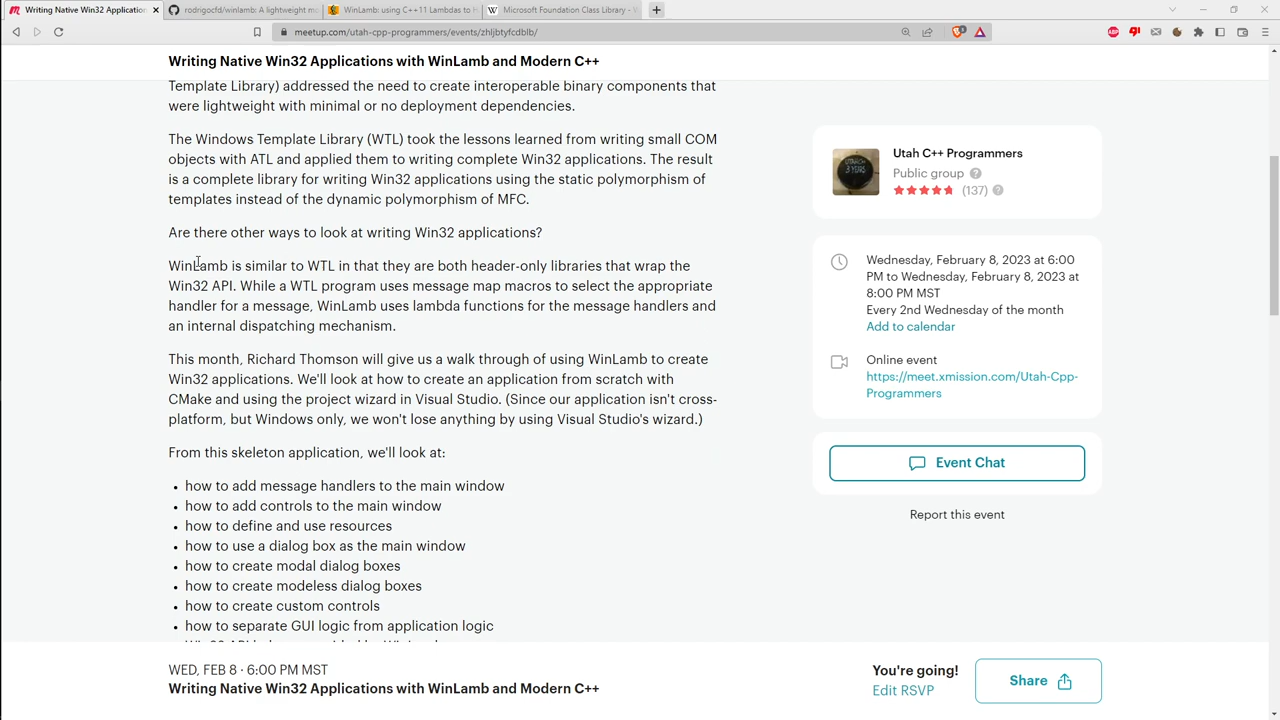 Writing Native Win32 Application
rodrigocfd/winlamb: A lightweight mo
WinLamb: using C++11 Lambdas to H
Microsoft Foundation Class Library -
meetup.com/utah-cpp-programmers/events/zhljbtyfcdblb/
Writing Native Win32 Applications with WinLamb and Modern C++
Template Library) addressed the need to create interoperable binary components that
were lightweight with minimal or no deployment dependencies.
The Windows Template Library (WTL) took the lessons learned from writing small COM
objects with ATL and applied them to writing complete Win32 applications. The result
is a complete library for writing Win32 applications using the static polymorphism of
templates instead of the dynamic polymorphism of MFC.
Are there other ways to look at writing Win32 applications?
WinLamb is similar to WTL in that they are both header-only libraries that wrap the
Win32 API. While a WTL program uses message map macros to select the appropriate
handler for a message, WinLamb uses lambda functions for the message handlers and
an internal dispatching mechanism.
This month, Richard Thomson will give us a walk through of using WinLamb to create
Win32 applications. We'll look at how to create an application from scratch with
CMake and using the project wizard in Visual Studio. (Since our application isn't cross-
platform, but Windows only, we won't lose anything by using Visual Studio's wizard.)
From this skeleton application, we'll look at:
• how to add message handlers to the main window
• how to add controls to the main window
• how to define and use resources
• how to use a dialog box as the main window
• how to create modal dialog boxes
• how to create modeless dialog boxes
• how to create custom controls
• how to separate GUI logic from application logic
Utah C++ Programmers
Public group
(137)
Wednesday, February 8, 2023 at 6:00
PM to Wednesday, February 8, 2023 at
8:00 PM MST
Every 2nd Wednesday of the month
Add to calendar
Online event
https://meet.xmission.com/Utah-Cpp-
Programmers
Event Chat
Report this event
WED, FEB 8 · 6:00 PM MST
Writing Native Win32 Applications with WinLamb and Modern C++
You're going!
Edit RSVP
Share